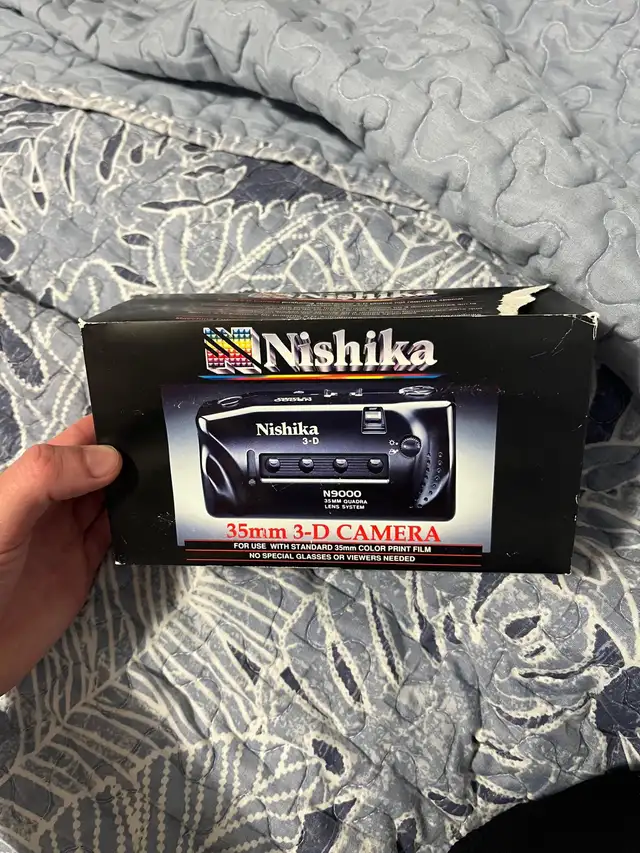 Nishika
Nishika
Nishika
3-D
N9000
35MM QUADRA
LENS SYSTEM
35mm 3-D CAMERA
FOR USE WITH STANDARD 35mm COLOR PRINT FILM
NO SPECIAL GLASSES OR VIEWERS NEEDED